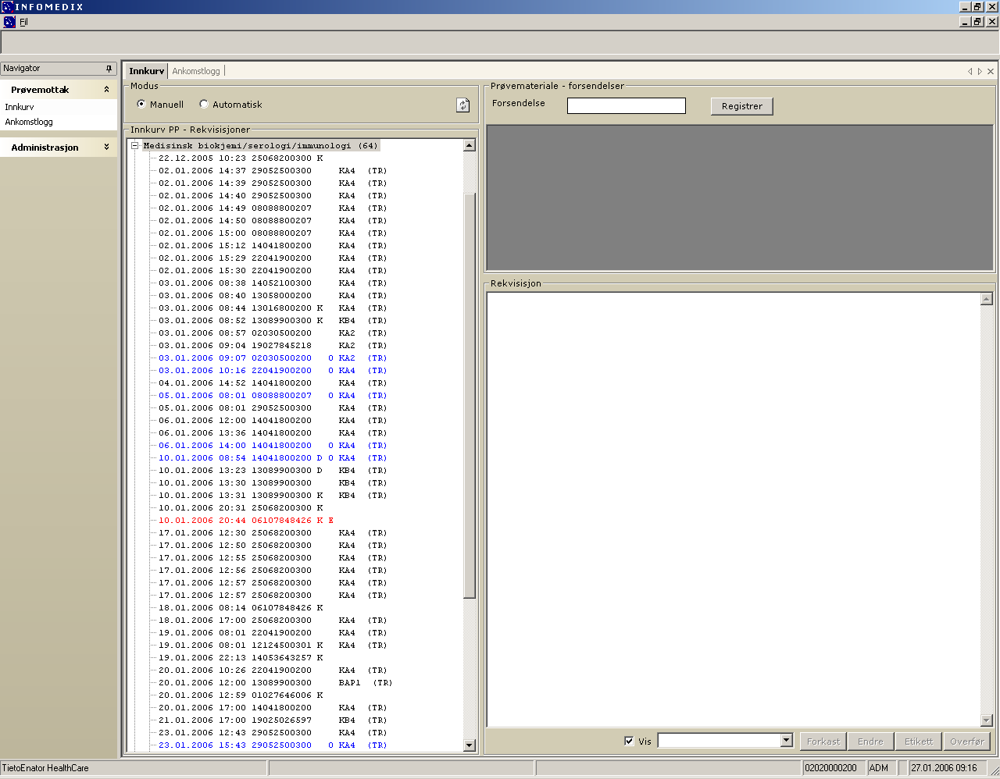 INFOMEDIX
Fil
Navigator
Prøvemottak
Innkurv
Ankomstlogg
Administrasjon
Innkurv Ankomstlogg
Modus
Manuell Automatisk
Innkurv PP - Rekvisisjoner
Medisinsk biokjemi/serologi/immunologi (64)
22.12.2005 10:23 25068200300 K
02.01.2006 14:37 29052500300 KA4 (TR)
02.01.2006 14:39 29052500300 KA4 (TR)
02.01.2006 14:40 29052500300 KA4 (TR)
02.01.2006 14:49 08088800207 KA4 (TR)
02.01.2006 14:50 08088800207 KA4 (TR)
02.01.2006 15:00 08088800207 KA4 (TR)
02.01.2006 15:12 14041800200 KA4 (TR)
02.01.2006 15:29 22041900200 KA4 (TR)
02.01.2006 15:30 22041900200 KA4 (TR)
03.01.2006 08:38 14052100300 KA4 (TR)
03.01.2006 08:40 13058000200 KA4 (TR)
03.01.2006 08:44 13016800200 K KA4 (TR)
03.01.2006 08:52 13089900300 K KB4 (TR)
03.01.2006 08:57 02030500200 KA2 (TR)
03.01.2006 09:04 19027845218 KA2 (TR)
03.01.2006 09:07 02030500200 O KA2 (TR)
03.01.2006 10:16 22041900200 O KA4 (TR)
04.01.2006 14:52 14041800200 KA4 (TR)
05.01.2006 08:01 08088800207 O KA4 (TR)
05.01.2006 08:01 29052500300 KA4 (TR)
06.01.2006 12:00 14041800200 KA4 (TR)
06.01.2006 13:36 14041800200 KA4 (TR)
06.01.2006 14:00 14041800200 O KA4 (TR)
10.01.2006 08:54 14041800200 D O KA4 (TR)
10.01.2006 13:23 13089900300 D KB4 (TR)
10.01.2006 13:30 13089900300 KB4 (TR)
10.01.2006 13:31 13089900300 K KB4 (TR)
10.01.2006 20:31 25068200300 K
10.01.2006 20:44 06107848426 K E
17.01.2006 12:30 25068200300 KA4 (TR)
17.01.2006 12:50 25068200300 KA4 (TR)
17.01.2006 12:55 25068200300 KA4 (TR)
17.01.2006 12:56 25068200300 KA4 (TR)
17.01.2006 12:57 25068200300 KA4 (TR)
17.01.2006 12:57 25068200300 KA4 (TR)
18.01.2006 08:14 06107848426 K
18.01.2006 17:00 25068200300 KA4 (TR)
19.01.2006 08:01 22041900200 KA4 (TR)
19.01.2006 08:01 12124500301 K KA4 (TR)
19.01.2006 22:13 14053643257 K
20.01.2006 10:26 22041900200 KA4 (TR)
20.01.2006 12:00 13089900300 BAP1 (TR)
20.01.2006 12:59 01027646006 K
20.01.2006 17:00 14041800200 KA4 (TR)
21.01.2006 17:00 19025026597 KB4 (TR)
23.01.2006 12:43 29052500300 KA4 (TR)
23.01.2006 15:43 29052500300 O KA4 (TR)
Prøvemateriale - forsendelser
Forsendelse Registrer
Rekvisisjon
Vis Forkast Endre Etikett Overfør
TietoEnator HealthCare 02020000200 ADM 27.01.2006 09:16